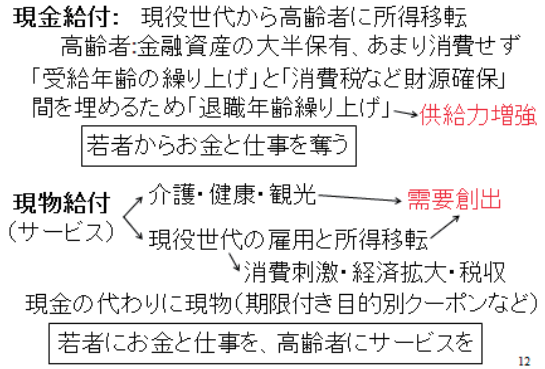 現金給付： 現役世代から高齢者に所得移転
高齢者:金融資産の大半保有、あまり消費せず
「受給年齢の繰り上げ」と「消費税など財源確保」
間を埋めるため「退職年齢繰り上げ」
供給力増強
若者からお金と仕事を奪う
現物給付
（サービス）
介護・健康・観光
需要創出
現役世代の雇用と所得移転
消費刺激・経済拡大・税収
現金の代わりに現物（期限付き目的別クーポンなど）
若者にお金と仕事を、高齢者にサービスを
12